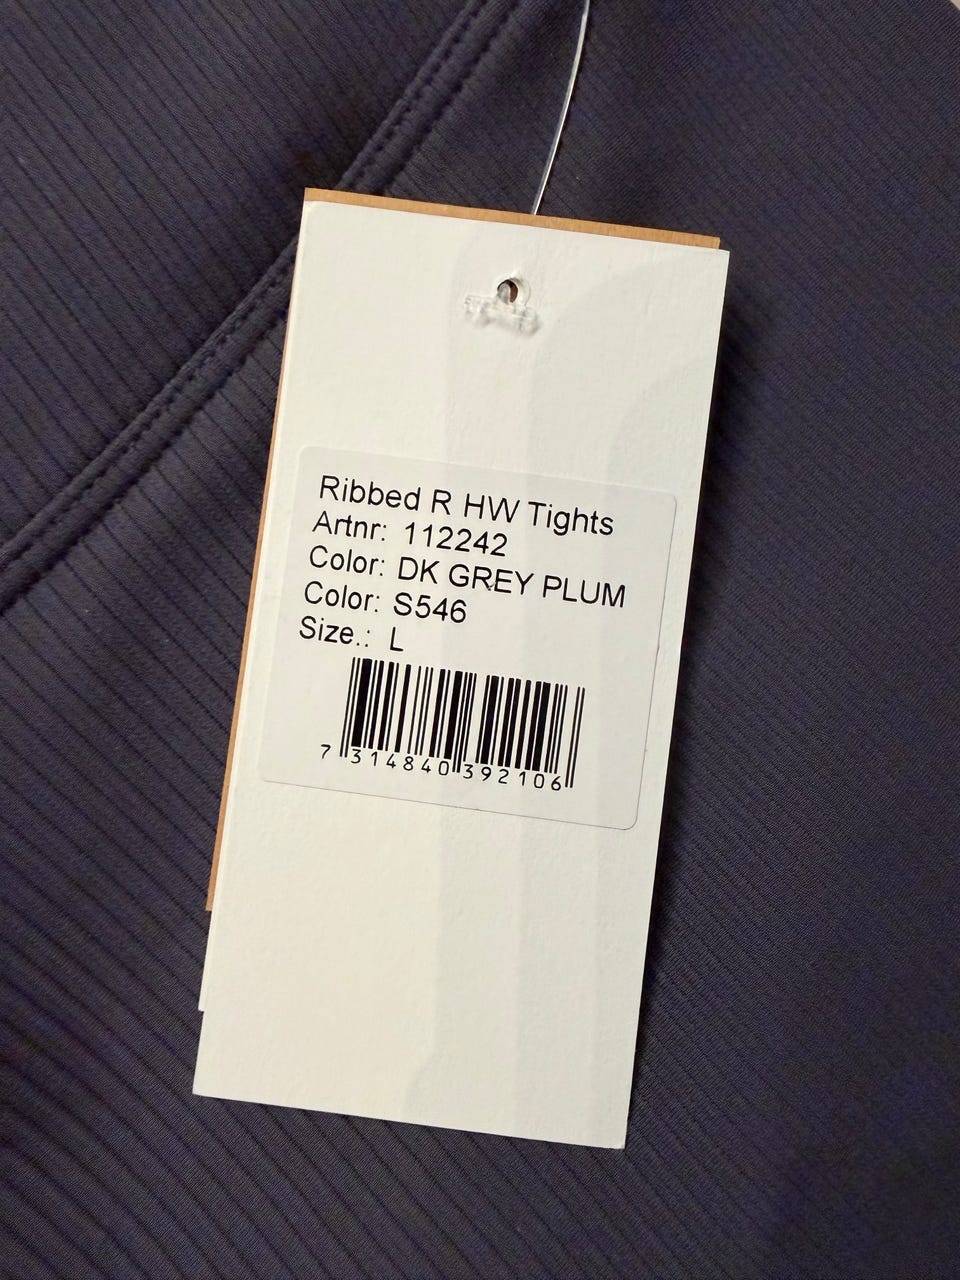 Ribbed R HW Tights
Artnr: 112242
Color: DK GREY PLUM
Color: S546
Size.: L
7 314840 392106